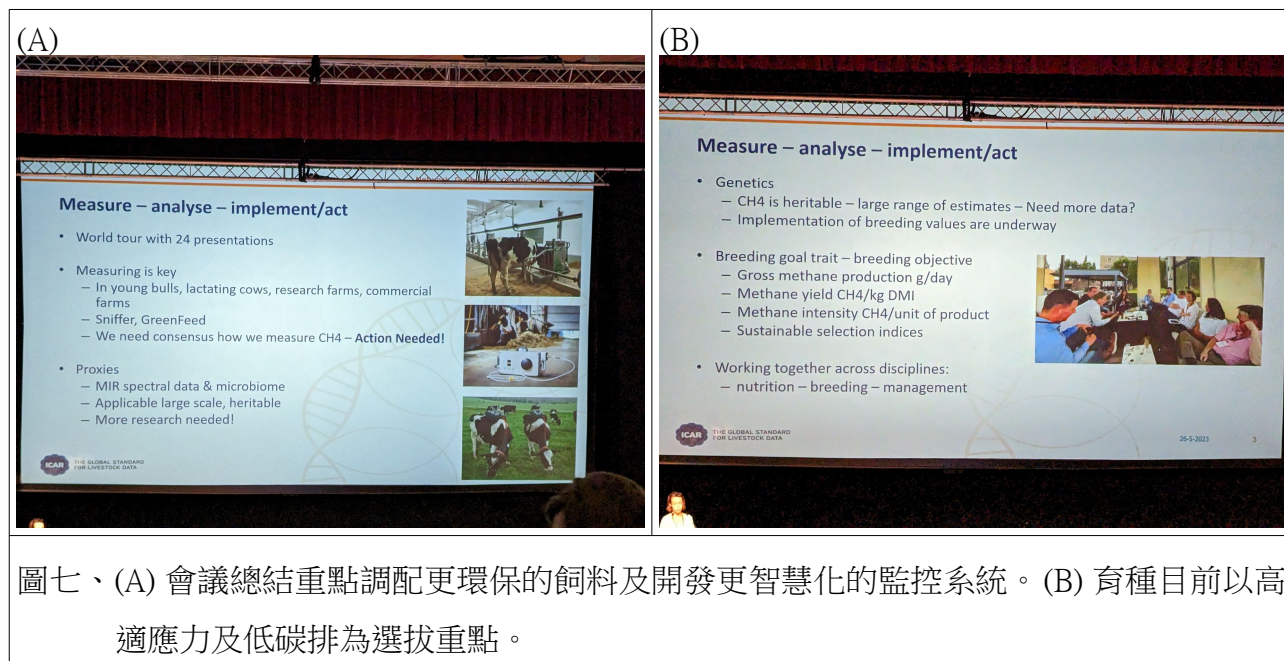 (A)
Measure – analyse – implement/act
• World tour with 24 presentations
• Measuring is key
– In young bulls, lactating cows, research farms, commercial
farms
– Sniffer, GreenFeed
– We need consensus how we measure CH4 – Action Needed!
• Proxies
– MIR spectral data & microbiome
– Applicable large scale, heritable
– More research needed!
ICAR
THE GLOBAL STANDARD
FOR LIVESTOCK DATA
(B)
Measure – analyse – implement/act
• Genetics
– CH4 is heritable – large range of estimates – Need more data?
– Implementation of breeding values are underway
• Breeding goal trait – breeding objective
– Gross methane production g/day
– Methane yield CH4/kg DMI
– Methane intensity CH4/unit of product
– Sustainable selection indices
• Working together across disciplines:
– nutrition – breeding – management
ICAR
THE GLOBAL STANDARD
FOR LIVESTOCK DATA
26-5-2023
3
圖七、(A) 會議總結重點調配更環保的飼料及開發更智慧化的監控系統。(B) 育種目前以高
適應力及低碳排為選拔重點。